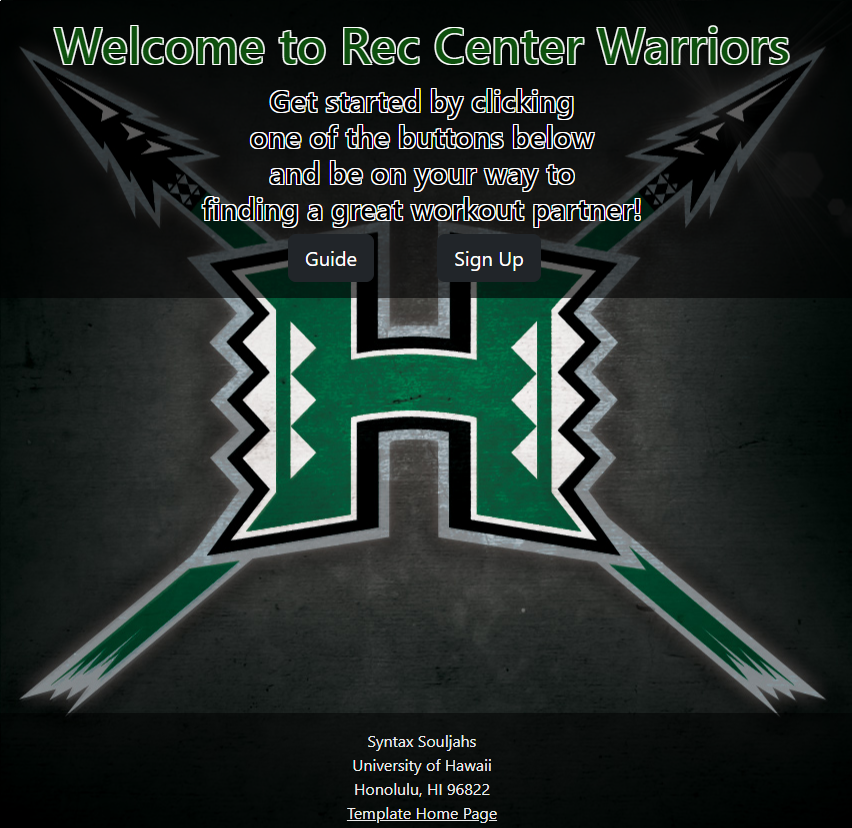 Welcome to Rec Center Warriors
Get started by clicking
one of the buttons below
and be on your way to
finding a great workout partner!
Guide
Sign Up
H
Syntax Souljahs
University of Hawaii
Honolulu, HI 96822
Template Home Page